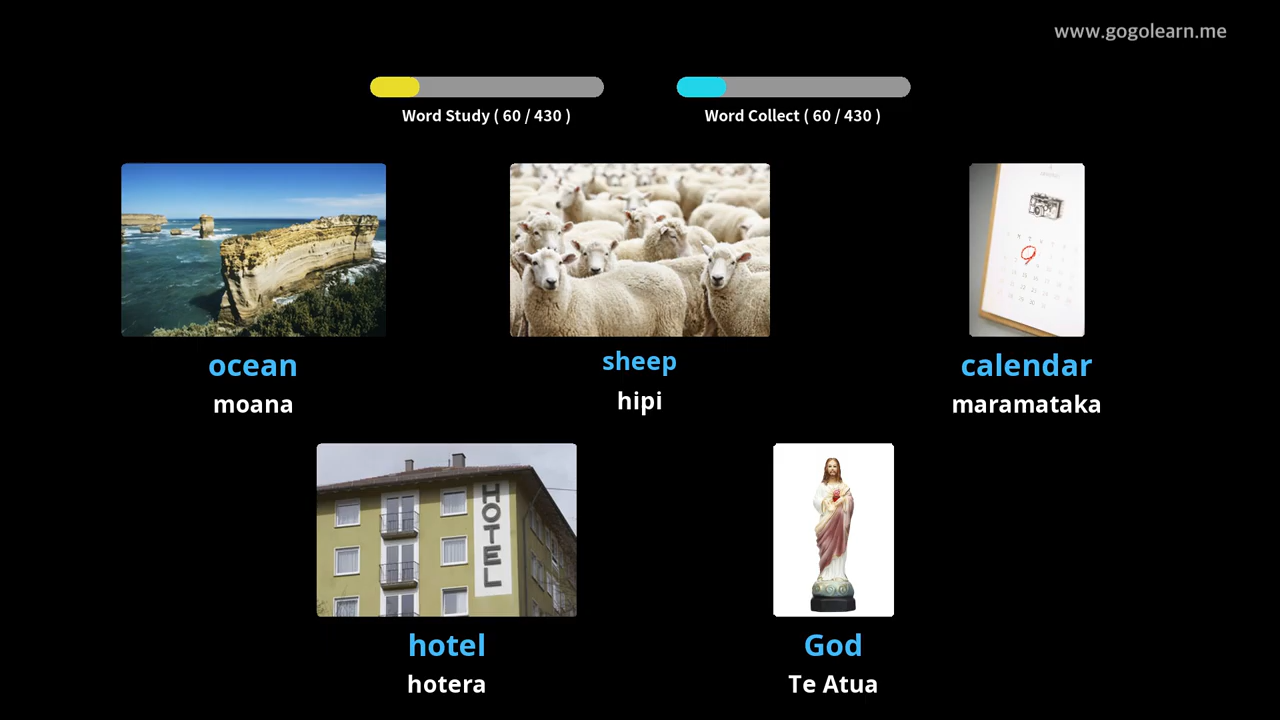 www.gogolearn.me
Word Study ( 60 / 430 )
Word Collect ( 60 / 430 )
ocean
moana
sheep
hipi
calendar
maramataka
HOTEL
hotel
hotera
God
Te Atua